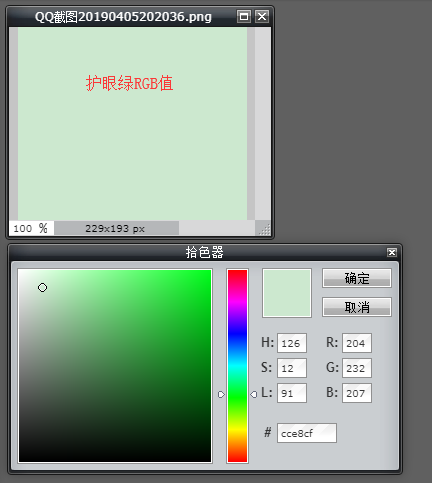 QQ截图20190405202036.png
护眼绿RGB值
100 % 229x193 px
拾色器
确定
取消
H: 126 R: 204
S: 12 G: 232
L: 91 B: 207
# cce8cf